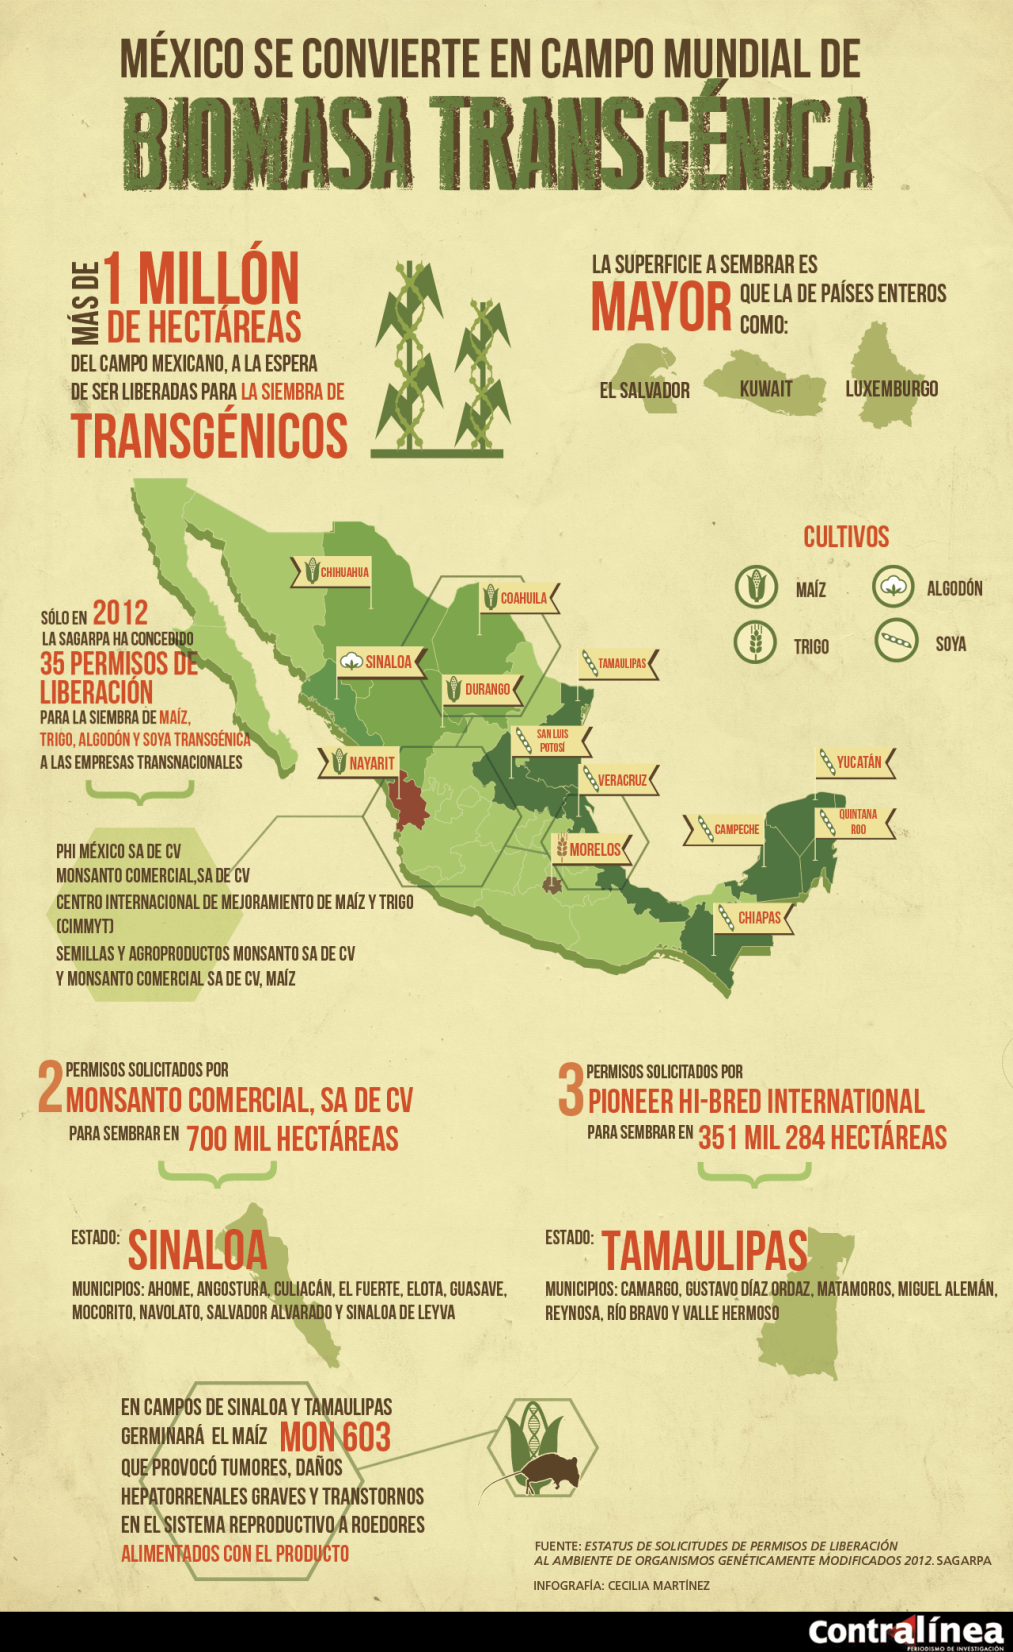 MÉXICO SE CONVIERTE EN CAMPO MUNDIAL DE
BIOMASA TRANSGÉNICA
MÁS DE
1 MILLÓN
DE HECTÁREAS
DEL CAMPO MEXICANO, A LA ESPERA
DE SER LIBERADAS PARA LA SIEMBRA DE
TRANSGÉNICOS
LA SUPERFICIE A SEMBRAR ES
MAYOR QUE LA DE PAÍSES ENTEROS
COMO:
EL SALVADOR
KUWAIT
LUXEMBURGO
CULTIVOS
MAÍZ
ALGODÓN
TRIGO
SOYA
SÓLO EN 2012
LA SAGARPA HA CONCEDIDO
35 PERMISOS DE
LIBERACIÓN
PARA LA SIEMBRA DE MAÍZ,
TRIGO, ALGODÓN Y SOYA TRANSGÉNICA
A LAS EMPRESAS TRANSNACIONALES
CHIHUAHUA
COAHUILA
SINALOA
DURANGO
TAMAULIPAS
SAN LUIS
POTOSÍ
NAYARIT
VERACRUZ
MORELOS
YUCATÁN
CAMPECHE
QUINTANA
ROO
CHIAPAS
PHI MÉXICO SA DE CV
MONSANTO COMERCIAL,SA DE CV
CENTRO INTERNACIONAL DE MEJORAMIENTO DE MAÍZ Y TRIGO
(CIMMYT)
SEMILLAS Y AGROPRODUCTOS MONSANTO SA DE CV
Y MONSANTO COMERCIAL SA DE CV, MAÍZ
2 PERMISOS SOLICITADOS POR
MONSANTO COMERCIAL, SA DE CV
PARA SEMBRAR EN 700 MIL HECTÁREAS
ESTADO: SINALOA
MUNICIPIOS: AHOME, ANGOSTURA, CULIACÁN, EL FUERTE, ELOTA, GUASAVE,
MOCORITO, NAVOLATO, SALVADOR ALVARADO Y SINALOA DE LEYVA
3 PERMISOS SOLICITADOS POR
PIONEER HI-BRED INTERNATIONAL
PARA SEMBRAR EN 351 MIL 284 HECTÁREAS
ESTADO: TAMAULIPAS
MUNICIPIOS: CAMARGO, GUSTAVO DÍAZ ORDAZ, MATAMOROS, MIGUEL ALEMÁN,
REYNOSA, RÍO BRAVO Y VALLE HERMOSO
EN CAMPOS DE SINALOA Y TAMAULIPAS
GERMINARÁ EL MAÍZ MON 603
QUE PROVOCÓ TUMORES, DAÑOS
HEPATORRENALES GRAVES Y TRANSTORNOS
EN EL SISTEMA REPRODUCTIVO A ROEDORES
ALIMENTADOS CON EL PRODUCTO
FUENTE: ESTATUS DE SOLICITUDES DE PERMISOS DE LIBERACIÓN
AL AMBIENTE DE ORGANISMOS GENÉTICAMENTE MODIFICADOS 2012. SAGARPA
INFOGRAFÍA: CECILIA MARTÍNEZ
contralínea
PERIODISMO DE INVESTIGACIÓN